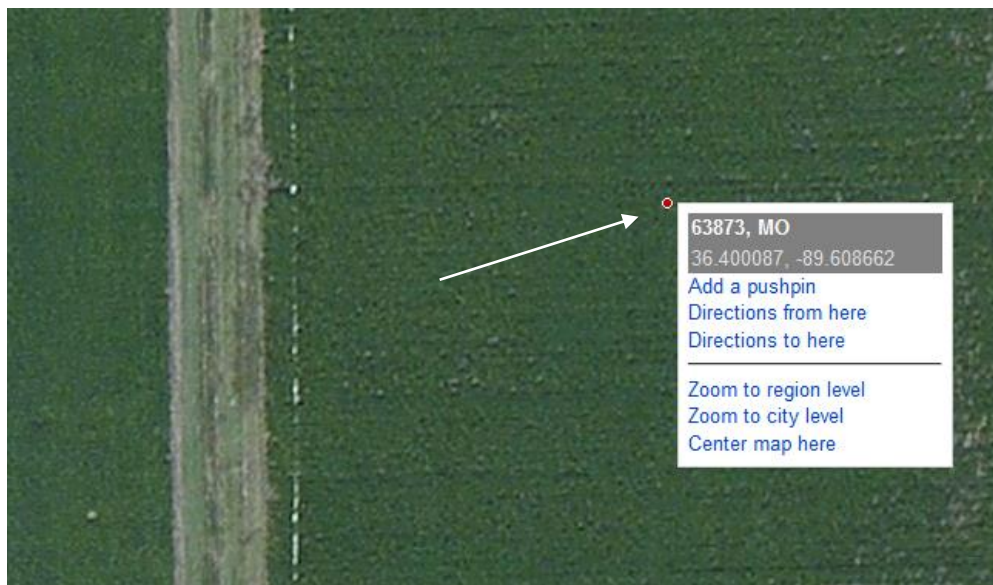 63873, MO
36.400087, -89.608662
Add a pushpin
Directions from here
Directions to here
Zoom to region level
Zoom to city level
Center map here